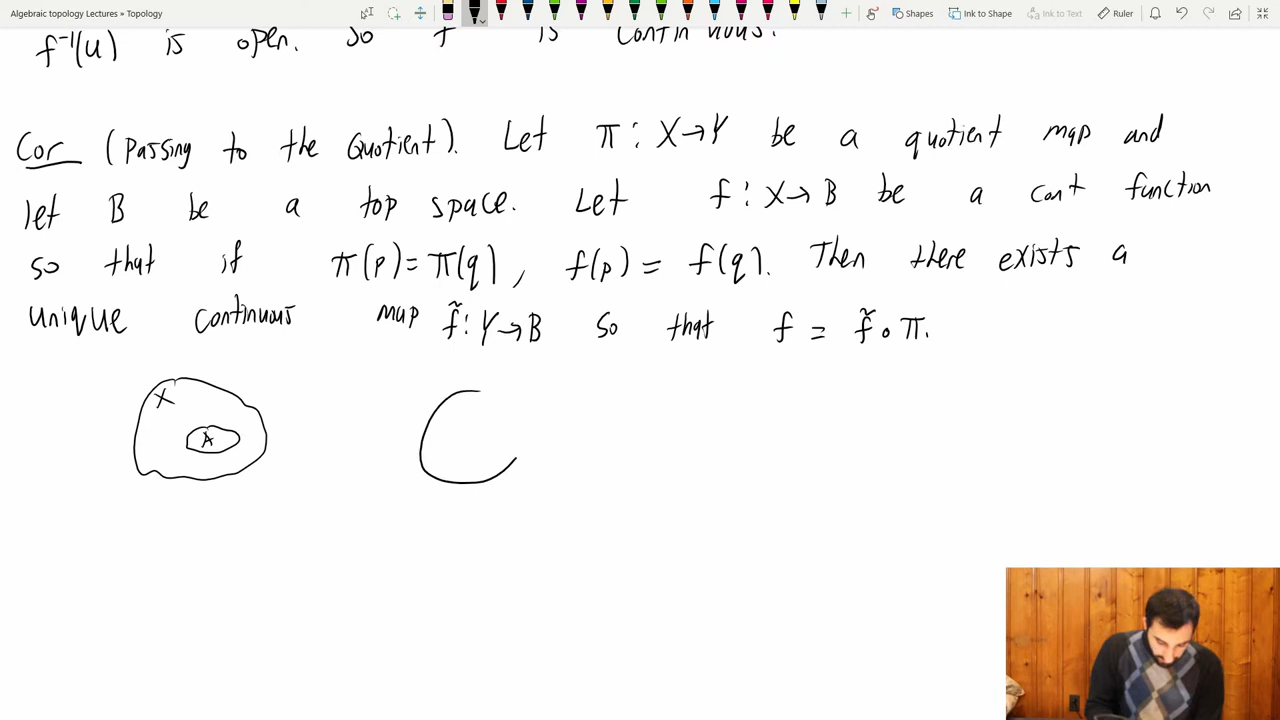 Algebraic topology Lectures » Topology
Shapes
Ink to Shape
Ink to Text
Ruler
f⁻¹(u) is open. So f is continuous.
Cor (Passing to the Quotient). Let π : X→Y be a quotient map and
let B be a top space. Let f : X→B be a cont function
so that if π(p) = π(q), f(p) = f(q). Then there exists a
unique continuous map f̃ : Y→B so that f = f̃ ∘ π.
X
A